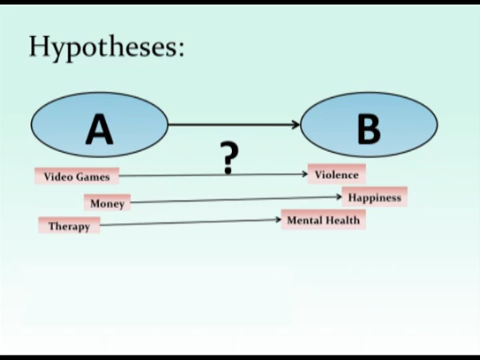 Hypotheses:
A
B
?
Video Games
Violence
Money
Happiness
Therapy
Mental Health